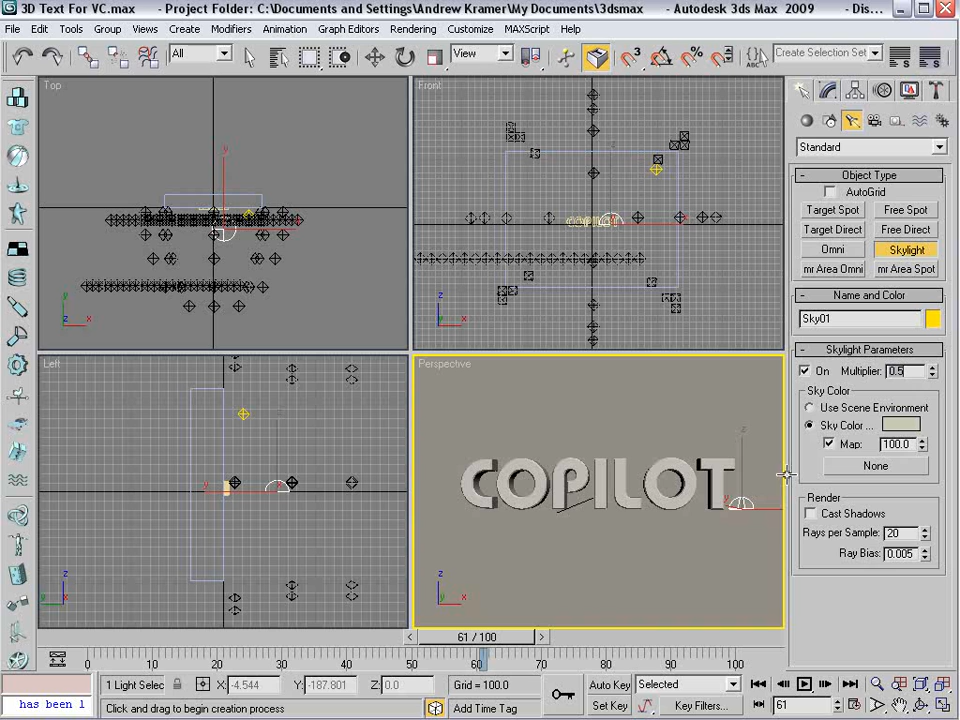 3D Text For VC.max - Project Folder: C:\Documents and Settings\Andrew Kramer\My Documents\3dsmax - Autodesk 3ds Max 2009 - Dis...
File Edit Tools Group Create Modifiers Animation Graph Editors Rendering MAXScript Help
All View Create Selection Set
Top Front
Standard
Object Type
AutoGrid
Target Spot Free Spot
Target Direct Free Direct
Omni Skylight
mr Area Omni mr Area Spot
Name and Color
Sky01
Skylight Parameters
On Multiplier: 0.5
Sky Color
Use Scene Environment
Sky Color ...
Map: 100.0
None
Render
Cast Shadows
Rays per Sample: 20
Ray Bias: 0.005
Left Perspective
COPILOT
61 / 100
0 10 20 30 40 50 60 70 80 90 100
1 Light Selec X: -4.544 Y: -187.801 Z: 0.0 Grid = 100.0 Auto Key Selected
has been l Click and drag to begin creation process Add Time Tag Set Key Key Filters... 61